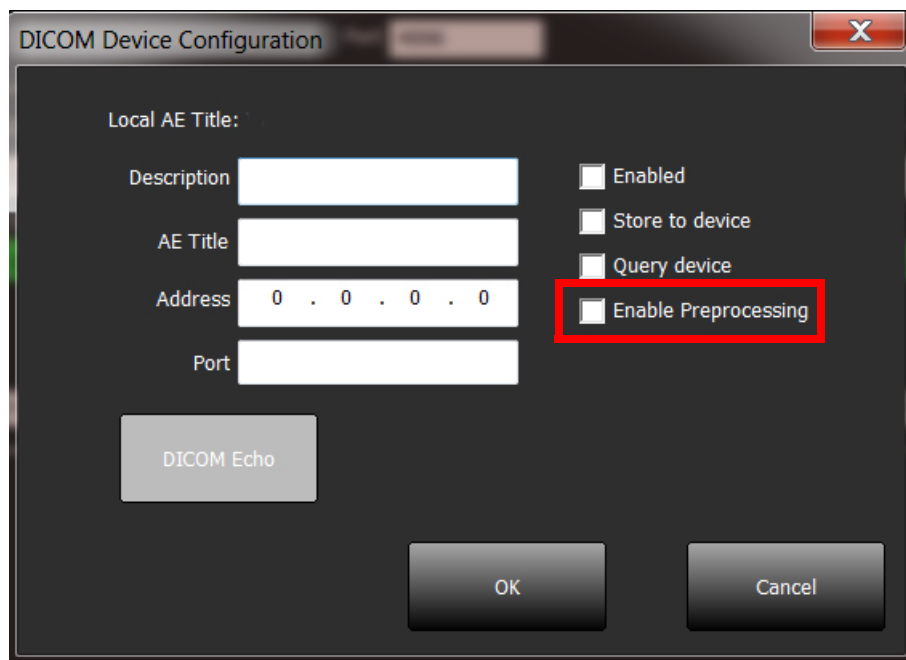 DICOM Device Configuration
Local AE Title:
Description
AE Title
Address 0 . 0 . 0 . 0
Port
Enabled
Store to device
Query device
Enable Preprocessing
DICOM Echo
OK
Cancel